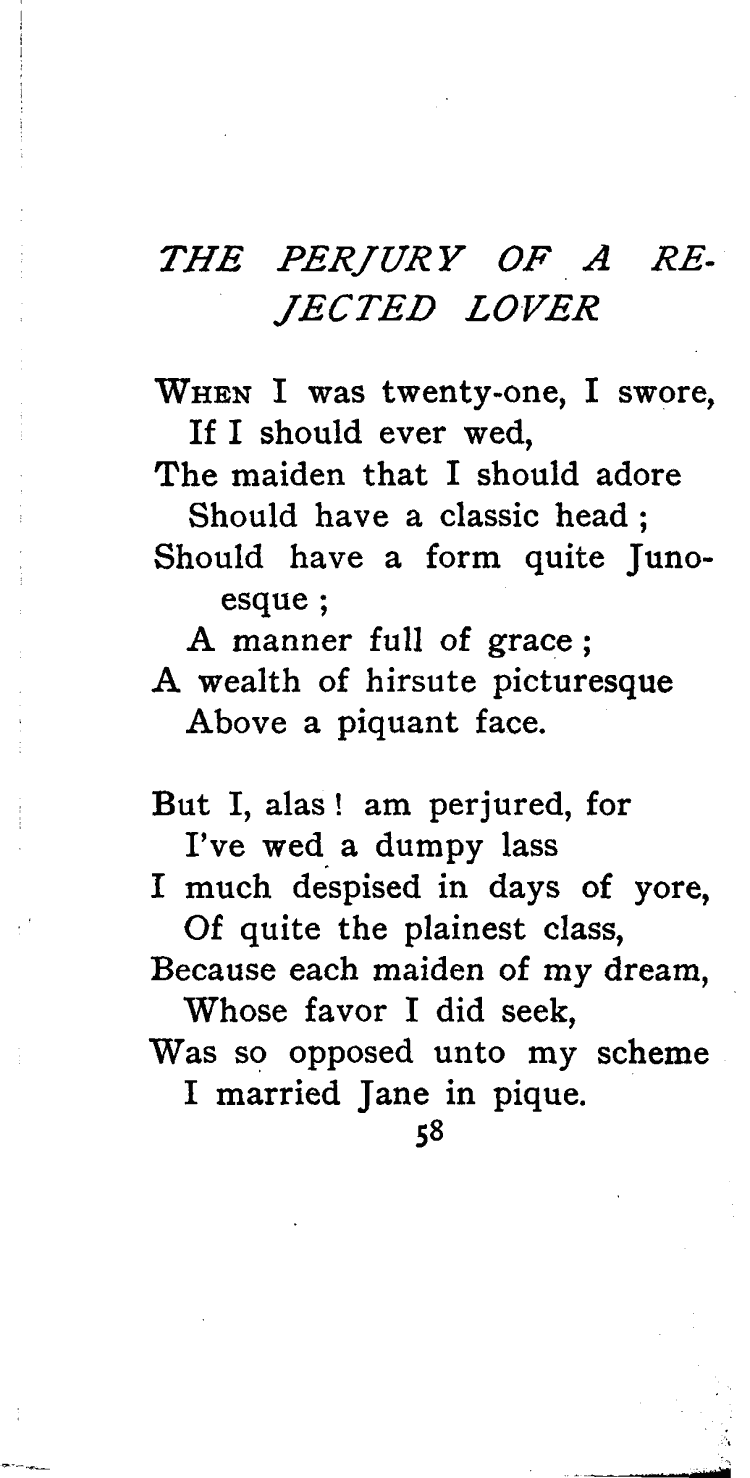 THE PERJURY OF A RE-
JECTED LOVER
WHEN I was twenty-one, I swore,
If I should ever wed,
The maiden that I should adore
Should have a classic head ;
Should have a form quite Juno-
esque ;
A manner full of grace ;
A wealth of hirsute picturesque
Above a piquant face.
But I, alas ! am perjured, for
I've wed a dumpy lass
I much despised in days of yore,
Of quite the plainest class,
Because each maiden of my dream,
Whose favor I did seek,
Was so opposed unto my scheme
I married Jane in pique.
58